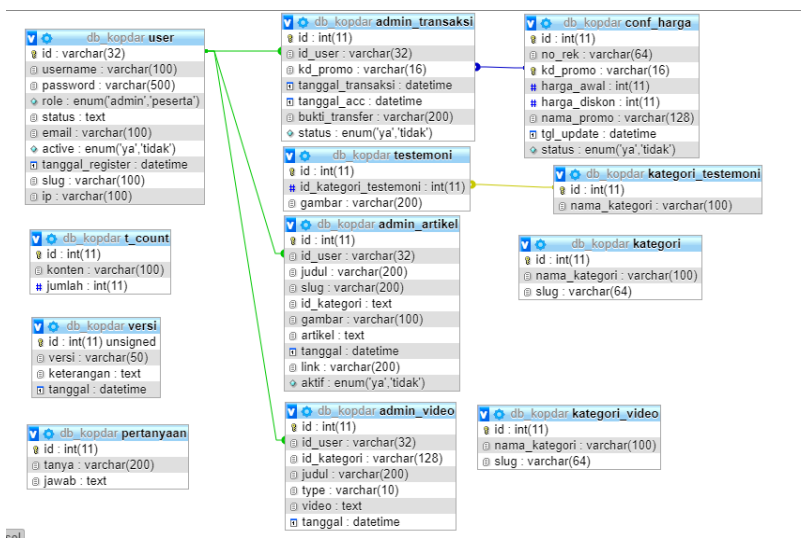 db_kopdar user
id : varchar(32)
username : varchar(100)
password : varchar(500)
role : enum('admin','peserta')
status : text
email : varchar(100)
active : enum('ya','tidak')
tanggal_register : datetime
slug : varchar(100)
ip : varchar(100)
db_kopdar t_count
id : int(11)
konten : varchar(100)
jumlah : int(11)
db_kopdar versi
id : int(11) unsigned
versi : varchar(50)
keterangan : text
tanggal : datetime
db_kopdar pertanyaan
id : int(11)
tanya : varchar(200)
jawab : text
db_kopdar admin_transaksi
id : int(11)
id_user : varchar(32)
kd_promo : varchar(16)
tanggal_transaksi : datetime
tanggal_acc : datetime
bukti_transfer : varchar(200)
status : enum('ya','tidak')
db_kopdar testemoni
id : int(11)
id_kategori_testemoni : int(11)
gambar : varchar(200)
db_kopdar admin_artikel
id : int(11)
id_user : varchar(32)
judul : varchar(200)
slug : varchar(200)
id_kategori : text
gambar : varchar(100)
artikel : text
tanggal : datetime
link : varchar(200)
aktif : enum('ya','tidak')
db_kopdar admin_video
id : int(11)
id_user : varchar(32)
id_kategori : varchar(128)
judul : varchar(200)
type : varchar(10)
video : text
tanggal : datetime
db_kopdar conf_harga
id : int(11)
no_rek : varchar(64)
kd_promo : varchar(16)
harga_awal : int(11)
harga_diskon : int(11)
nama_promo : varchar(128)
tgl_update : datetime
status : enum('ya','tidak')
db_kopdar kategori_testemoni
id : int(11)
nama_kategori : varchar(100)
db_kopdar kategori
id : int(11)
nama_kategori : varchar(100)
slug : varchar(64)
db_kopdar kategori_video
id : int(11)
nama_kategori : varchar(100)
slug : varchar(64)